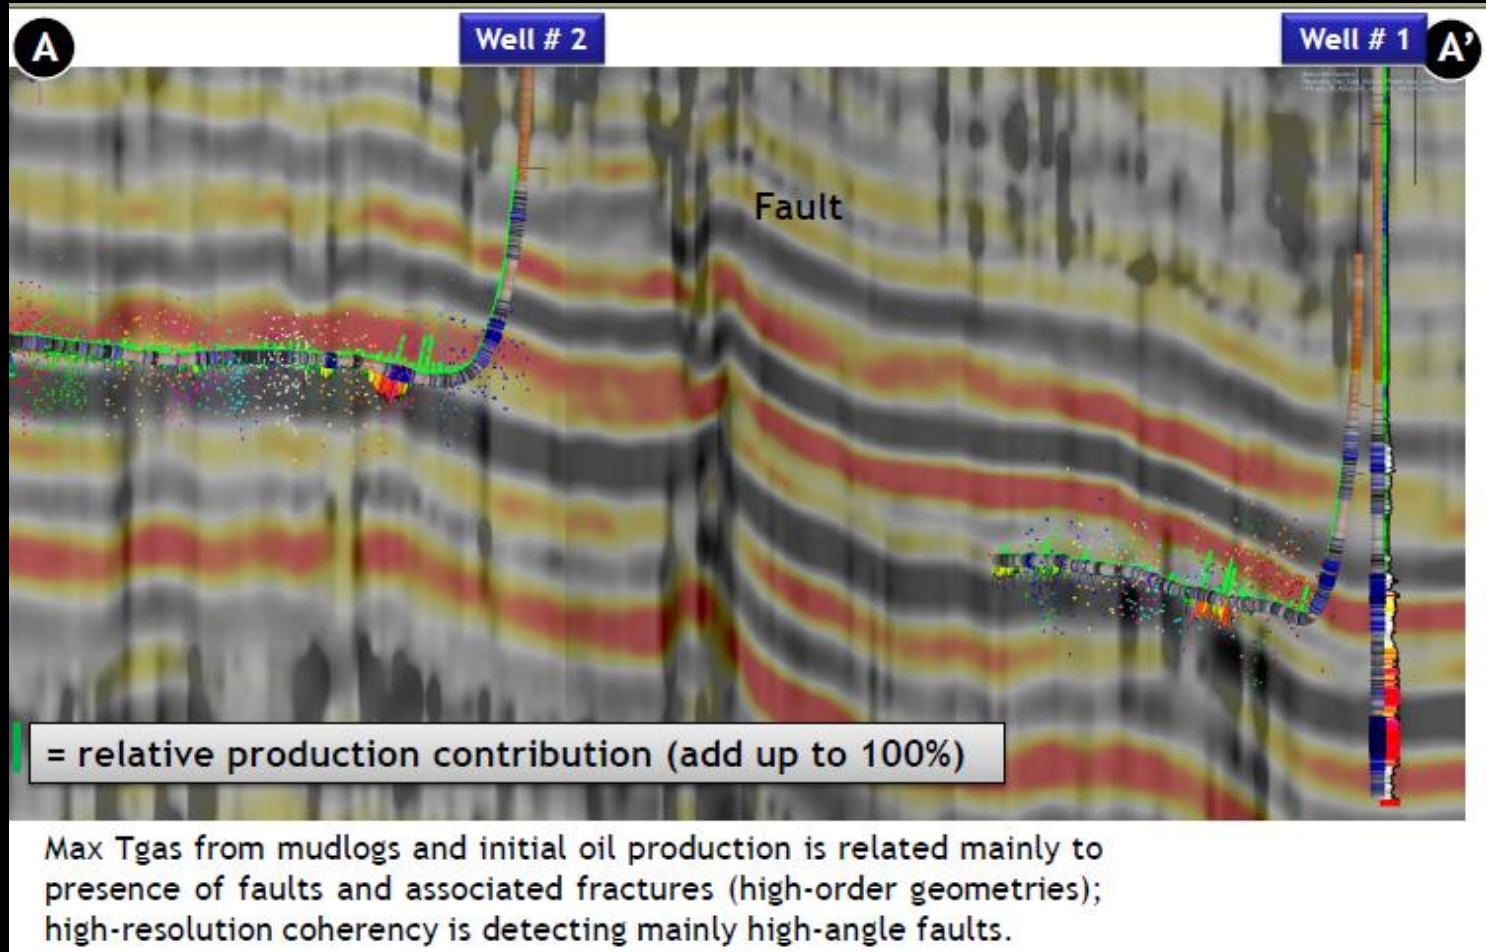 A
Well # 2
Well # 1
A’
Fault
= relative production contribution (add up to 100%)
Max Tgas from mudlogs and initial oil production is related mainly to
presence of faults and associated fractures (high-order geometries);
high-resolution coherency is detecting mainly high-angle faults.